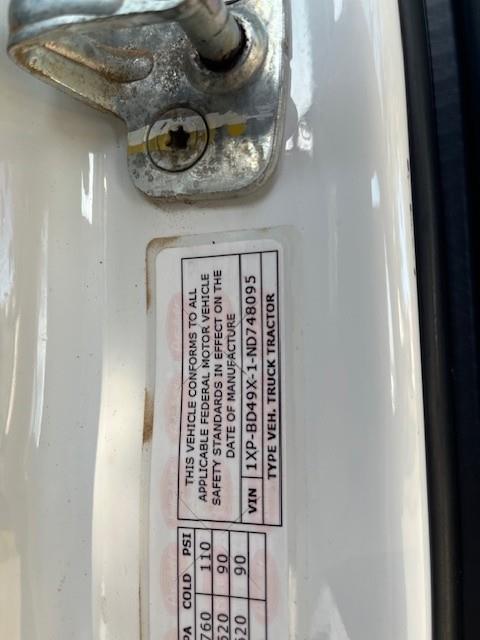 THIS VEHICLE CONFORMS TO ALL
APPLICABLE FEDERAL MOTOR VEHICLE
SAFETY STANDARDS IN EFFECT ON THE
DATE OF MANUFACTURE
VIN 1XP-BD49X-1-ND748095
TYPE VEH. TRUCK TRACTOR
COLD PSI
760 110
620 90
620 90